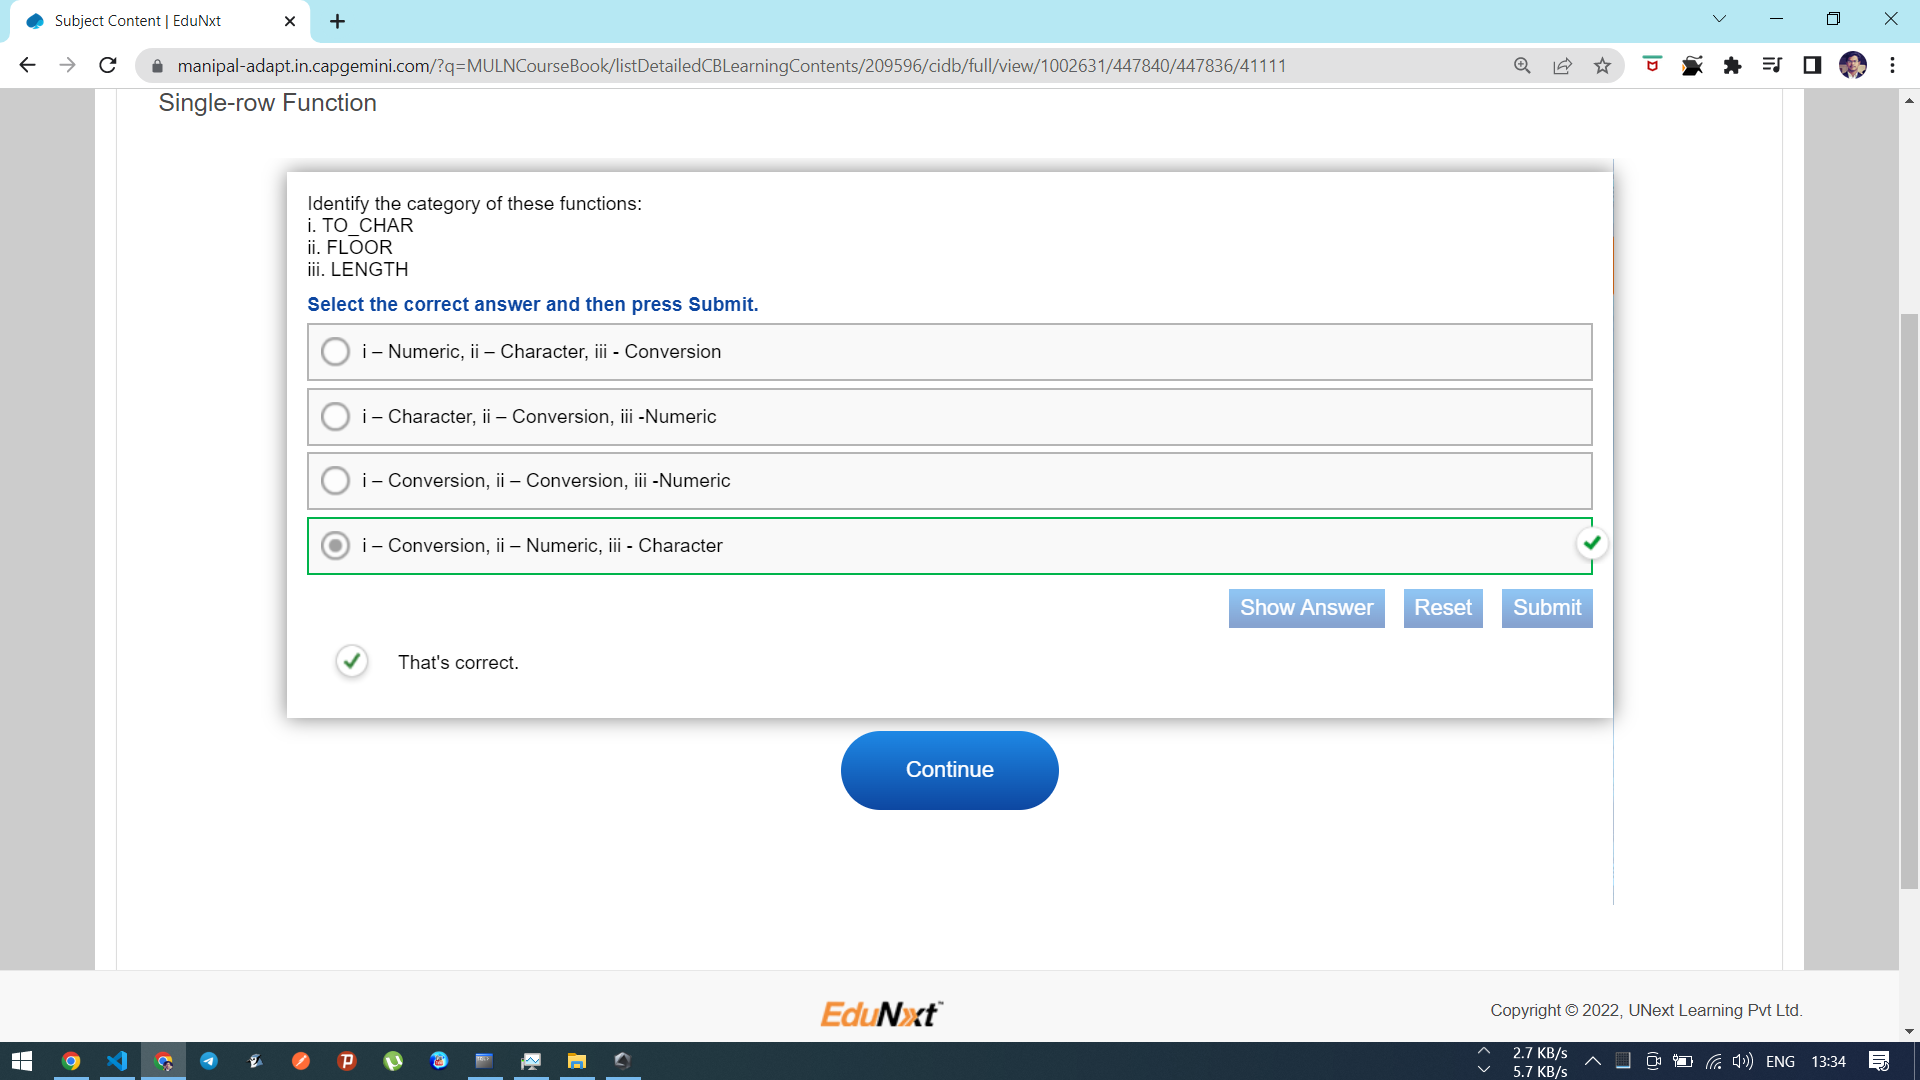 Subject Content | EduNxt
manipal-adapt.in.capgemini.com/?q=MULNCourseBook/listDetailedCBLearningContents/209596/cidb/full/view/1002631/447840/447836/41111
Single-row Function
Identify the category of these functions:
i. TO_CHAR
ii. FLOOR
iii. LENGTH
Select the correct answer and then press Submit.
i – Numeric, ii – Character, iii - Conversion
i – Character, ii – Conversion, iii -Numeric
i – Conversion, ii – Conversion, iii -Numeric
i – Conversion, ii – Numeric, iii - Character
Show Answer Reset Submit
That's correct.
Continue
EduNxt
Copyright © 2022, UNext Learning Pvt Ltd.
2.7 KB/s
5.7 KB/s
ENG 13:34